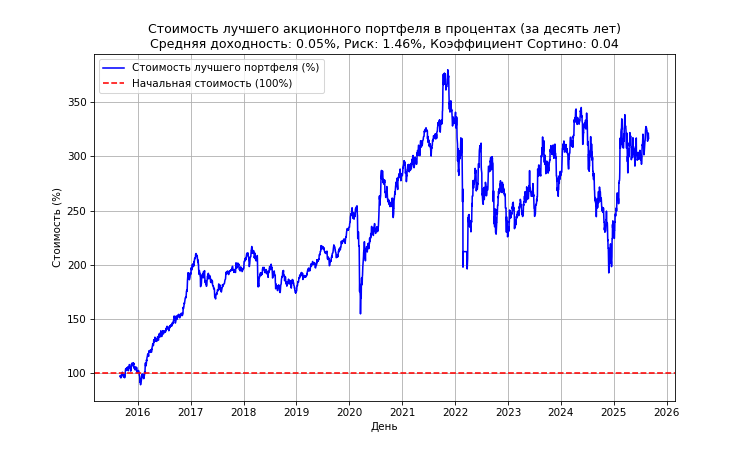 Стоимость лучшего акционного портфеля в процентах (за десять лет)
Средняя доходность: 0.05%, Риск: 1.46%, Коэффициент Сортино: 0.04
Стоимость лучшего портфеля (%)
Начальная стоимость (100%)
Стоимость (%)
350
300
250
200
150
100
2016 2017 2018 2019 2020 2021 2022 2023 2024 2025 2026
День